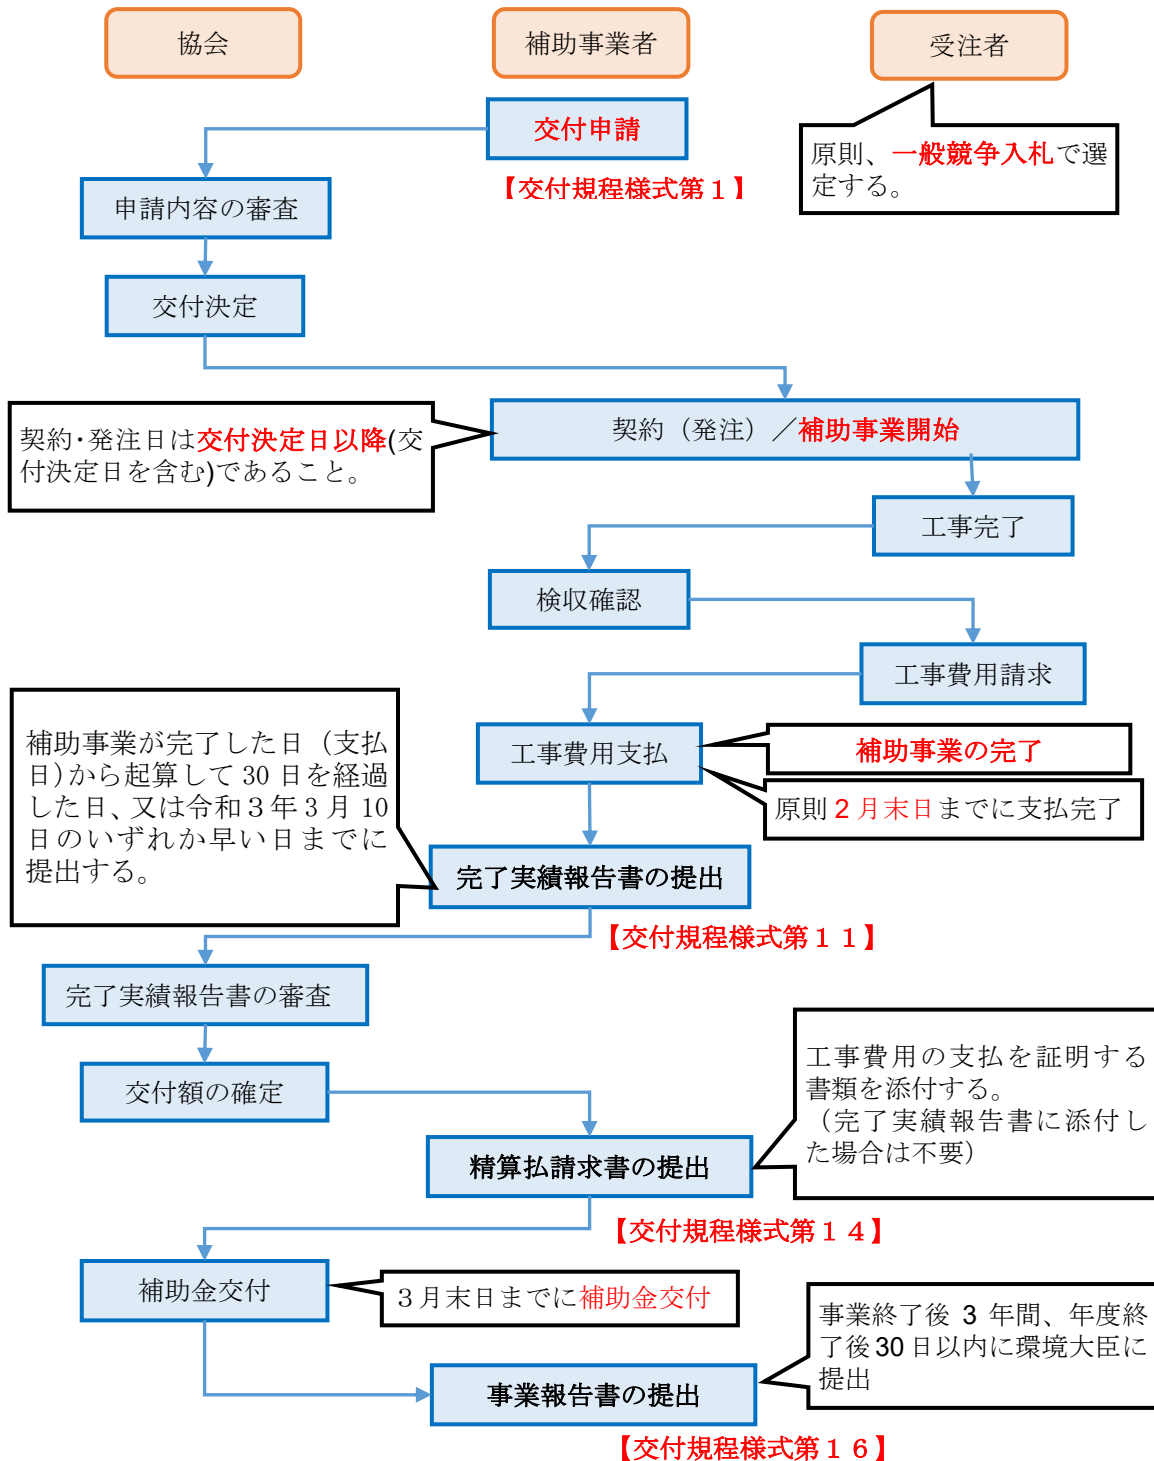 協会
補助事業者
受注者
交付申請
原則、一般競争入札で選
定する。
【交付規程様式第１】
申請内容の審査
交付決定
契約（発注）／補助事業開始
契約・発注日は交付決定日以降(交
付決定日を含む)であること。
工事完了
検収確認
工事費用請求
工事費用支払
補助事業の完了
原則 2 月末日までに支払完了
補助事業が完了した日（支払
日）から起算して 30 日を経過
した日、又は令和３年 3 月 10
日のいずれか早い日までに
提出する。
完了実績報告書の提出
【交付規程様式第１１】
完了実績報告書の審査
交付額の確定
工事費用の支払を証明する
書類を添付する。
（完了実績報告書に添付し
た場合は不要）
精算払請求書の提出
【交付規程様式第１４】
補助金交付
３月末日までに補助金交付
事業終了後 3 年間、年度終
了後 30 日以内に環境大臣に
提出
事業報告書の提出
【交付規程様式第１６】